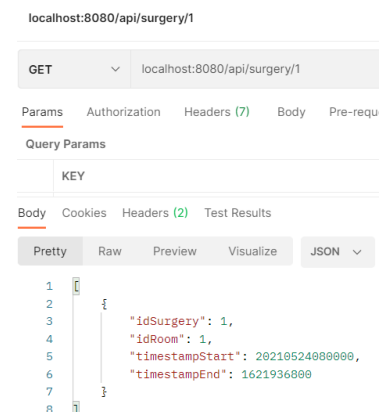 localhost:8080/api/surgery/1
GET localhost:8080/api/surgery/1
Params Authorization Headers (7) Body Pre-requ
Query Params
KEY
Body Cookies Headers (2) Test Results
Pretty Raw Preview Visualize JSON
1 [
2 {
3 "idSurgery": 1,
4 "idRoom": 1,
5 "timestampStart": 20210524080000,
6 "timestampEnd": 1621936800
7 }
8 ]